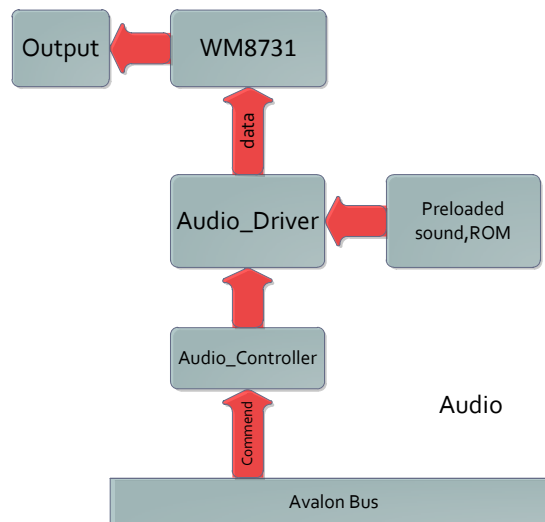 Output
WM8731
data
Audio_Driver
Preloaded
sound,ROM
Audio_Controller
Commend
Audio
Avalon Bus